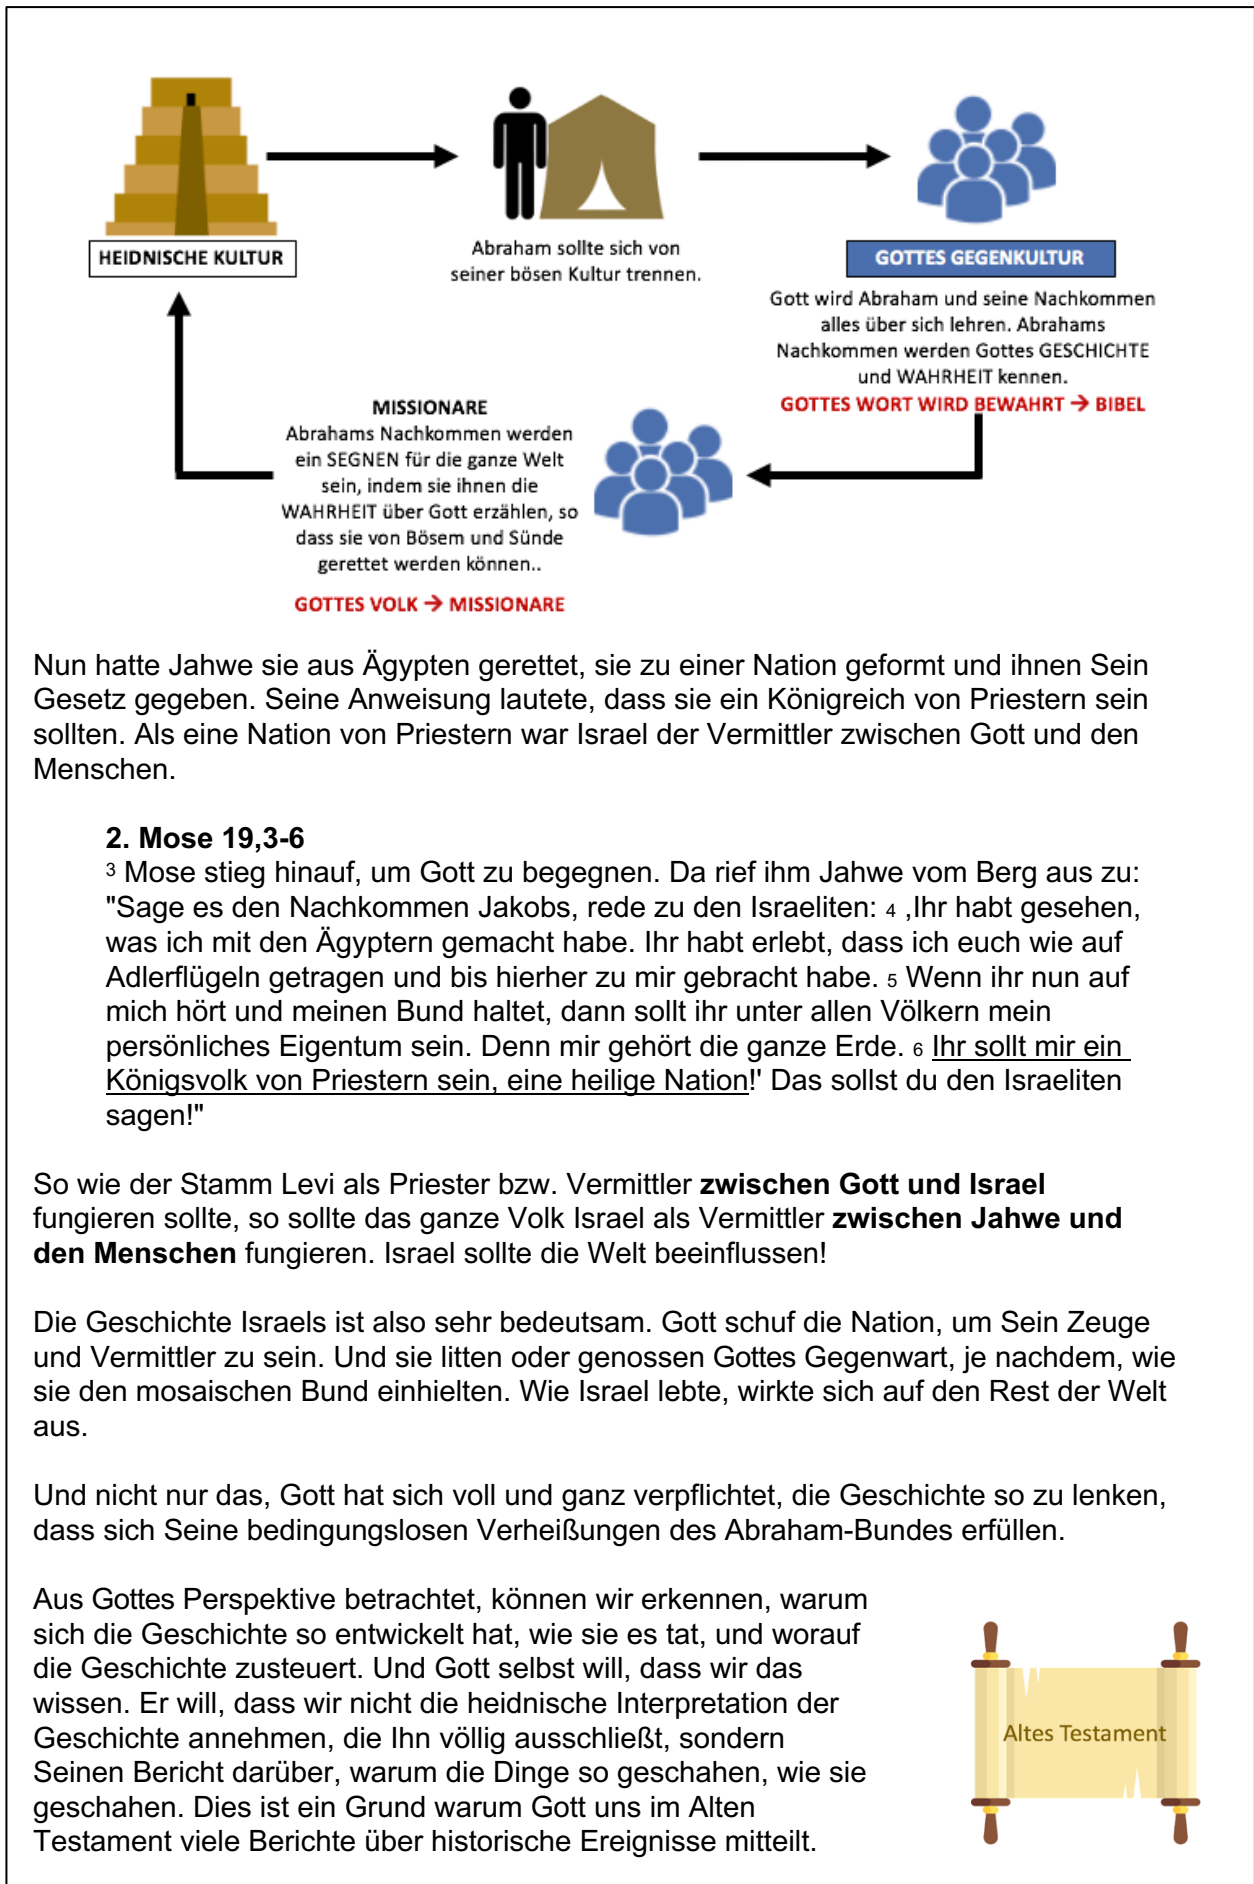 HEIDNISCHE KULTUR
Abraham sollte sich von
seiner bösen Kultur trennen.
GOTTES GEGENKULTUR
Gott wird Abraham und seine Nachkommen
alles über sich lehren. Abrahams
Nachkommen werden Gottes GESCHICHTE
und WAHRHEIT kennen.
GOTTES WORT WIRD BEWAHRT → BIBEL
MISSIONARE
Abrahams Nachkommen werden
ein SEGNEN für die ganze Welt
sein, indem sie ihnen die
WAHRHEIT über Gott erzählen, so
dass sie von Bösem und Sünde
gerettet werden können..
GOTTES VOLK → MISSIONARE
Nun hatte Jahwe sie aus Ägypten gerettet, sie zu einer Nation geformt und ihnen Sein
Gesetz gegeben. Seine Anweisung lautete, dass sie ein Königreich von Priestern sein
sollten. Als eine Nation von Priestern war Israel der Vermittler zwischen Gott und den
Menschen.
2. Mose 19,3-6
3 Mose stieg hinauf, um Gott zu begegnen. Da rief ihm Jahwe vom Berg aus zu:
"Sage es den Nachkommen Jakobs, rede zu den Israeliten: 4 ‚Ihr habt gesehen,
was ich mit den Ägyptern gemacht habe. Ihr habt erlebt, dass ich euch wie auf
Adlerflügeln getragen und bis hierher zu mir gebracht habe. 5 Wenn ihr nun auf
mich hört und meinen Bund haltet, dann sollt ihr unter allen Völkern mein
persönliches Eigentum sein. Denn mir gehört die ganze Erde. 6 Ihr sollt mir ein
Königsvolk von Priestern sein, eine heilige Nation!' Das sollst du den Israeliten
sagen!"
So wie der Stamm Levi als Priester bzw. Vermittler zwischen Gott und Israel
fungieren sollte, so sollte das ganze Volk Israel als Vermittler zwischen Jahwe und
den Menschen fungieren. Israel sollte die Welt beeinflussen!
Die Geschichte Israels ist also sehr bedeutsam. Gott schuf die Nation, um Sein Zeuge
und Vermittler zu sein. Und sie litten oder genossen Gottes Gegenwart, je nachdem, wie
sie den mosaischen Bund einhielten. Wie Israel lebte, wirkte sich auf den Rest der Welt
aus.
Und nicht nur das, Gott hat sich voll und ganz verpflichtet, die Geschichte so zu lenken,
dass sich Seine bedingungslosen Verheißungen des Abraham-Bundes erfüllen.
Aus Gottes Perspektive betrachtet, können wir erkennen, warum
sich die Geschichte so entwickelt hat, wie sie es tat, und worauf
die Geschichte zusteuert. Und Gott selbst will, dass wir das
wissen. Er will, dass wir nicht die heidnische Interpretation der
Geschichte annehmen, die Ihn völlig ausschließt, sondern
Seinen Bericht darüber, warum die Dinge so geschahen, wie sie
geschahen. Dies ist ein Grund warum Gott uns im Alten
Testament viele Berichte über historische Ereignisse mitteilt.
Altes Testament